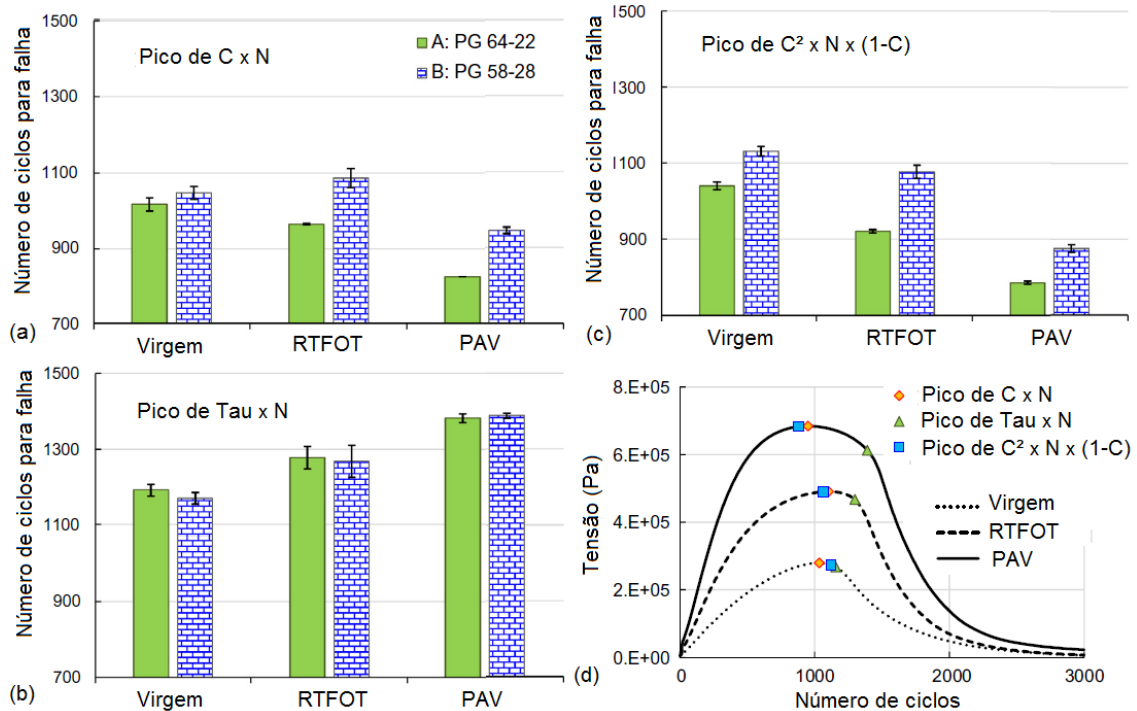 1500
1300
1100
900
700
Número de ciclos para falha
Pico de C x N
A: PG 64-22
B: PG 58-28
(a)
Virgem RTFOT PAV
1500
1300
1100
900
700
Número de ciclos para falha
Pico de Tau x N
(b)
Virgem RTFOT PAV
I500
I300
I100
900
700
Número de ciclos para falha
Pico de C² x N x (1-C)
(c)
Virgem RTFOT PAV
8.E+05
6.E+05
4.E+05
2.E+05
0.E+00
Tensão (Pa)
Pico de C x N
Pico de Tau x N
Pico de C² x N x (1-C)
Virgem
RTFOT
PAV
(d)
0 1000 2000 3000
Número de ciclos